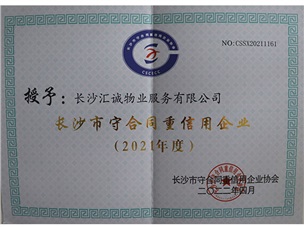 NO:CSSX20211161
授予：长沙汇诚物业服务有限公司
长沙市守合同重信用企业
(2021年度)
长沙市守合同重信用企业协会
二〇二二年四月